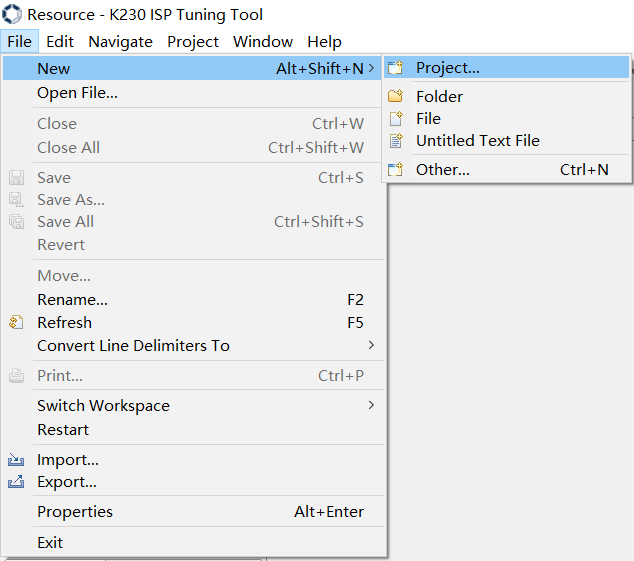 Resource - K230 ISP Tuning Tool
File Edit Navigate Project Window Help
New Alt+Shift+N
Project...
Open File...
Folder
File
Close Ctrl+W
Untitled Text File
Close All Ctrl+Shift+W
Other... Ctrl+N
Save Ctrl+S
Save As...
Save All Ctrl+Shift+S
Revert
Move...
Rename... F2
Refresh F5
Convert Line Delimiters To
Print... Ctrl+P
Switch Workspace
Restart
Import...
Export...
Properties Alt+Enter
Exit